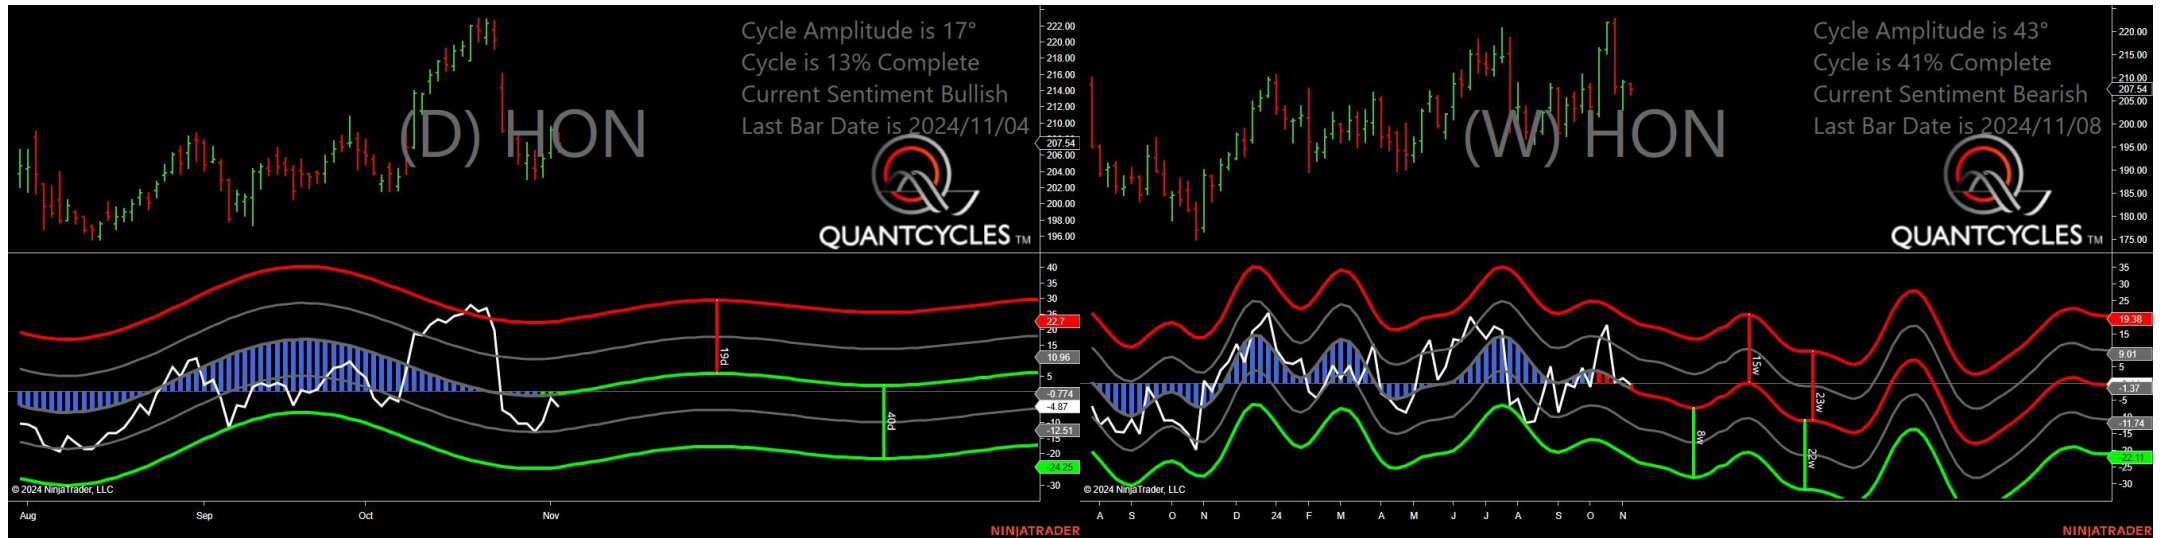 Cycle Amplitude is 17°
Cycle is 13% Complete
Current Sentiment Bullish
Last Bar Date is 2024/11/04
(D) HON
QUANTCYCLES TM
222.00
220.00
218.00
216.00
214.00
212.00
210.00
207.54
206.00
204.00
202.00
200.00
198.00
196.00
40
35
30
22.7
15
10.96
5
-0.774
-4.87
-12.51
-20
-24.25
-30
19d
40d
© 2024 NinjaTrader, LLC
Aug Sep Oct Nov
NINJATRADER
Cycle Amplitude is 43°
Cycle is 41% Complete
Current Sentiment Bearish
Last Bar Date is 2024/11/08
(W) HON
QUANTCYCLES TM
220.00
215.00
210.00
207.54
205.00
200.00
195.00
190.00
185.00
180.00
175.00
35
30
25
19.38
15
9.01
5
-1.37
-5
-11.74
-15
-22.11
-25
-30
15w
23w
8w
22w
© 2024 NinjaTrader, LLC
A S O N D 24 F M A M J J A S O N
NINJATRADER